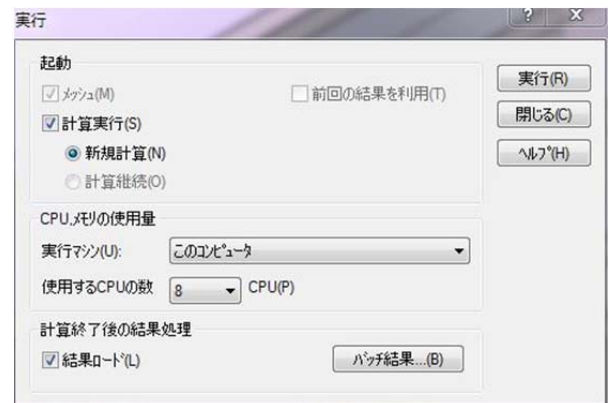 実行
起動
メッシュ(M)
前回の結果を利用(T)
計算実行(S)
新規計算(N)
計算継続(O)
実行(R)
閉じる(C)
ヘルプ(H)
CPU,メモリの使用量
実行マシン(U):
このコンピュータ
使用するCPUの数
8
CPU(P)
計算終了後の結果処理
結果ロード(L)
バッチ結果...(B)